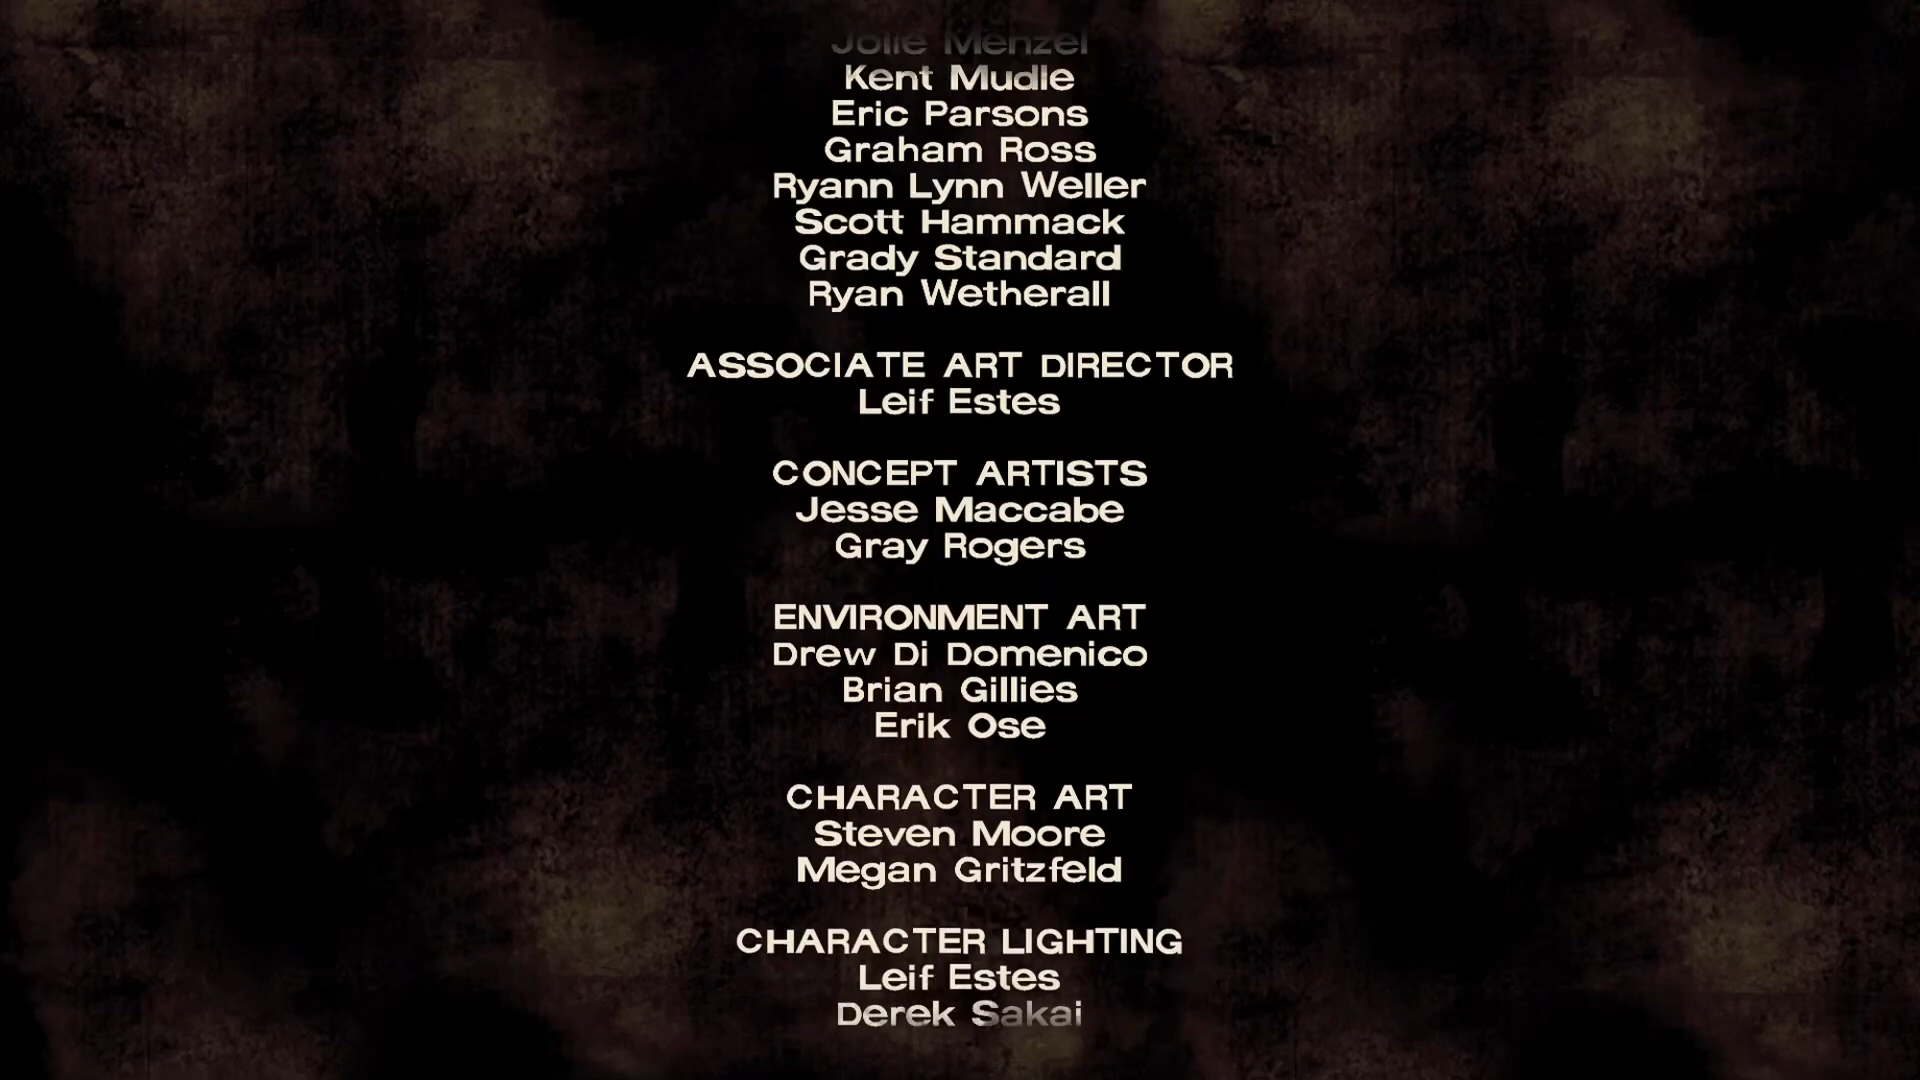 Jolie Menzel
Kent Mudle
Eric Parsons
Graham Ross
Ryann Lynn Weller
Scott Hammack
Grady Standard
Ryan Wetherall
ASSOCIATE ART DIRECTOR
Leif Estes
CONCEPT ARTISTS
Jesse Maccabe
Gray Rogers
ENVIRONMENT ART
Drew Di Domenico
Brian Gillies
Erik Ose
CHARACTER ART
Steven Moore
Megan Gritzfeld
CHARACTER LIGHTING
Leif Estes
Derek Sakai